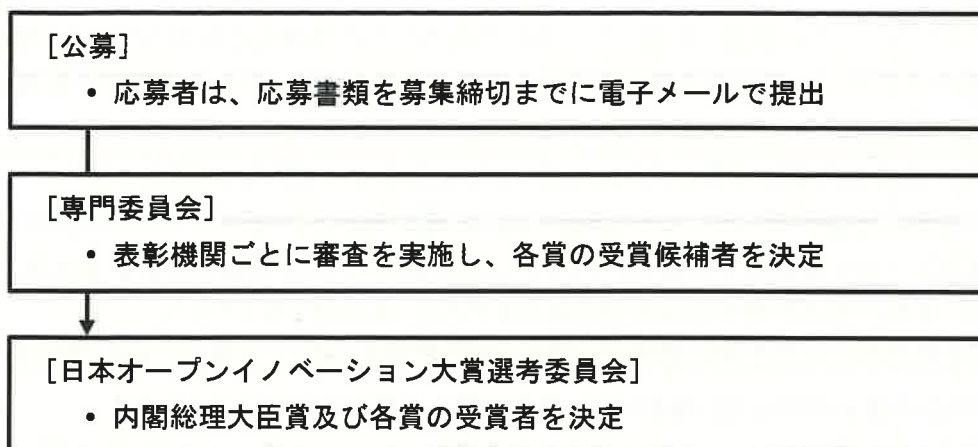 [公募]
• 応募者は、応募書類を募集締切までに電子メールで提出
[専門委員会]
• 表彰機関ごとに審査を実施し、各賞の受賞候補者を決定
[日本オープンイノベーション大賞選考委員会]
• 内閣総理大臣賞及び各賞の受賞者を決定